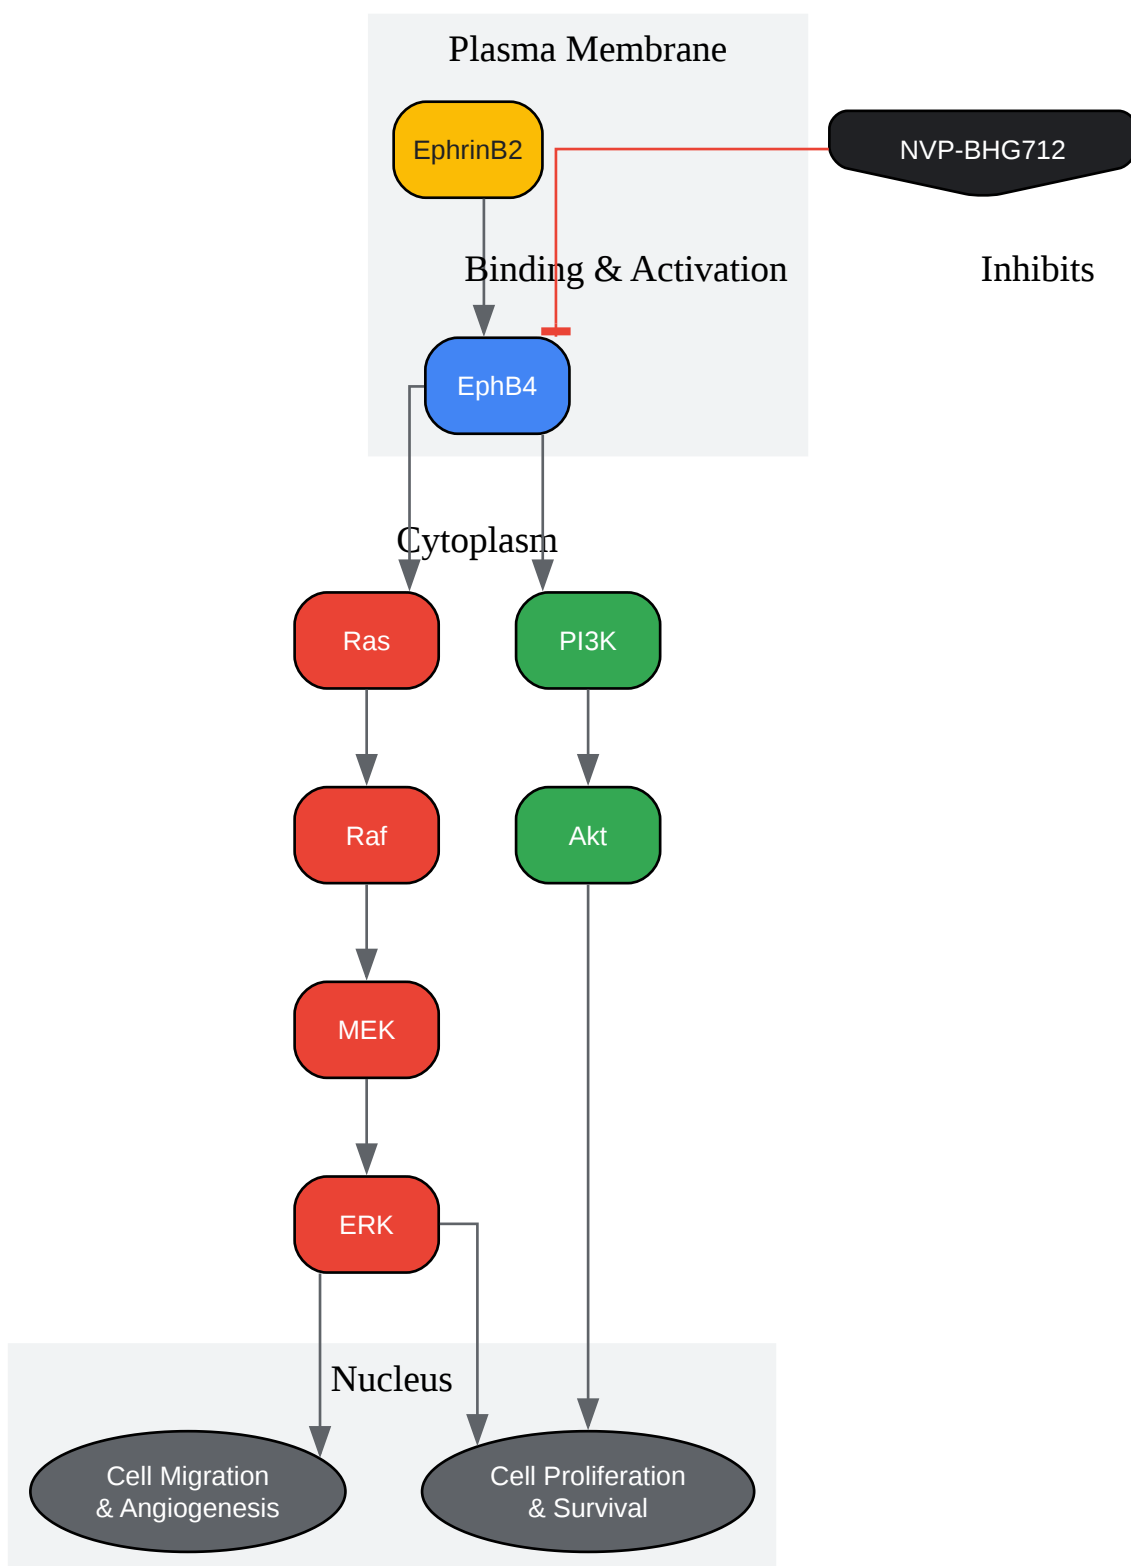 Plasma Membrane
EphrinB2
NVP-BHG712
Binding & Activation
Inhibits
EphB4
Cytoplasm
Ras
PI3K
Raf
Akt
MEK
ERK
Nucleus
Cell Migration
& Angiogenesis
Cell Proliferation
& Survival